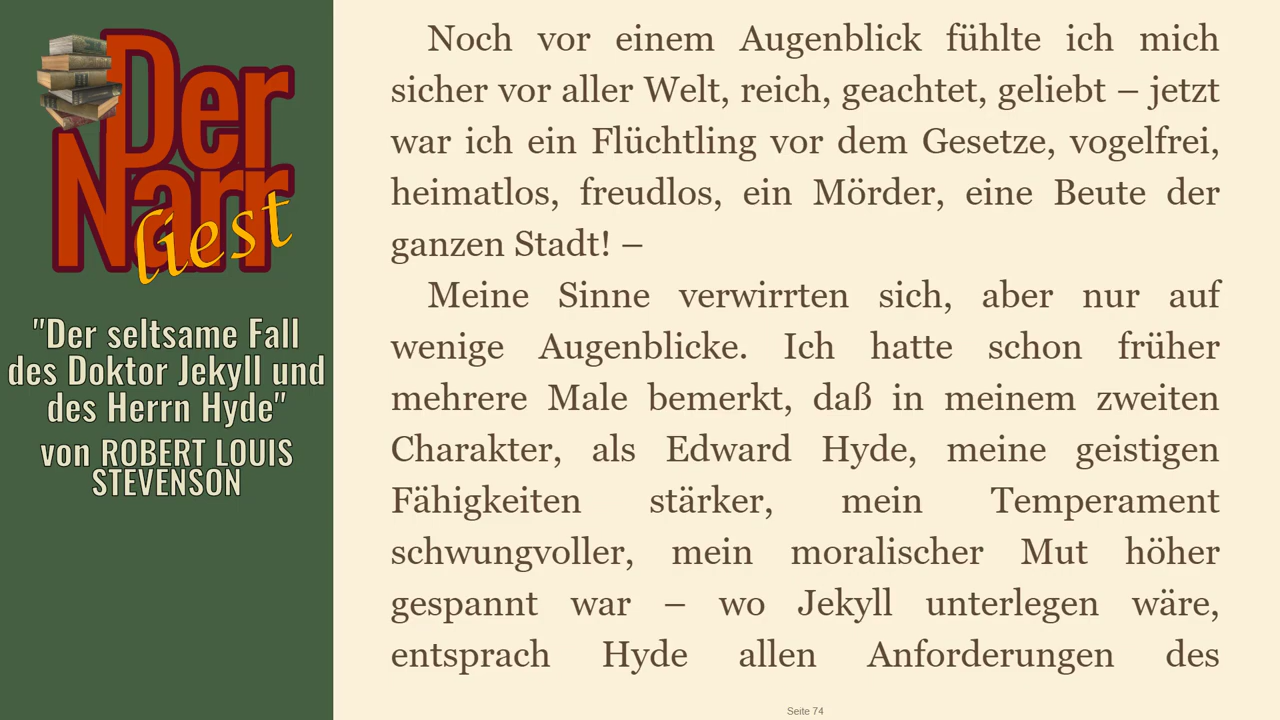 Der
Narr
liest
"Der seltsame Fall
des Doktor Jekyll und
des Herrn Hyde"
von ROBERT LOUIS
STEVENSON
Noch vor einem Augenblick fühlte ich mich
sicher vor aller Welt, reich, geachtet, geliebt – jetzt
war ich ein Flüchtling vor dem Gesetze, vogelfrei,
heimatlos, freudlos, ein Mörder, eine Beute der
ganzen Stadt! –
Meine Sinne verwirrten sich, aber nur auf
wenige Augenblicke. Ich hatte schon früher
mehrere Male bemerkt, daß in meinem zweiten
Charakter, als Edward Hyde, meine geistigen
Fähigkeiten stärker, mein Temperament
schwungvoller, mein moralischer Mut höher
gespannt war – wo Jekyll unterlegen wäre,
entsprach Hyde allen Anforderungen des
Seite 74